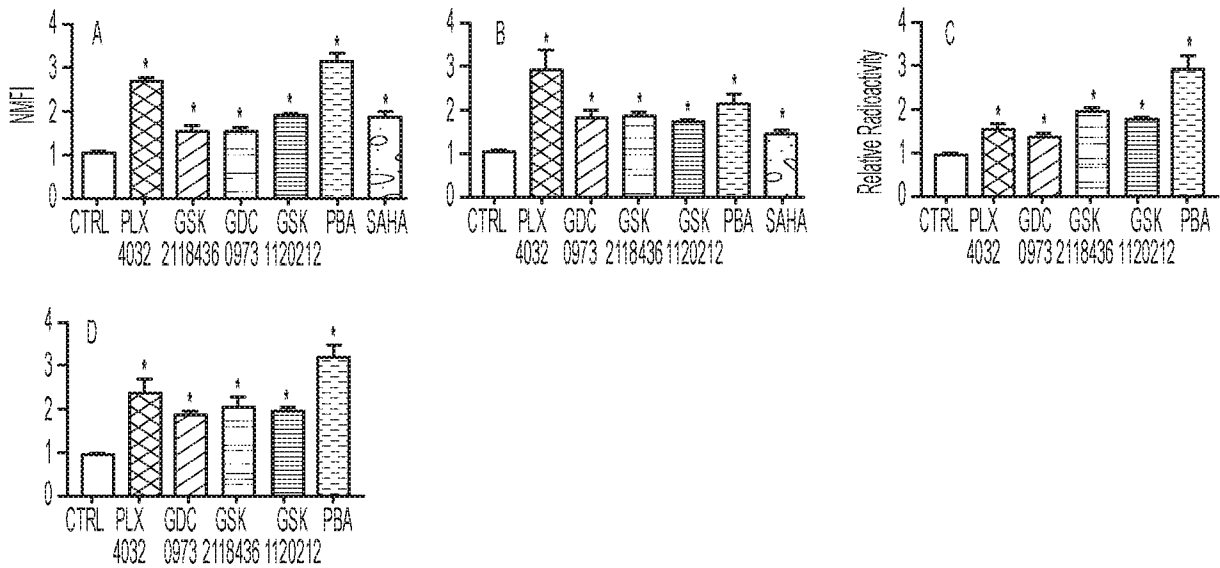 A
NMFI
4
3
2
1
0
CTRL PLX GSK GDC GSK PBA SAHA
4032 2118436 0973 1120212
* * * * * *
B
4
3
2
1
0
CTRL PLX GDC GSK GSK PBA SAHA
4032 0973 2118436 1120212
* * * * * *
C
Relative Radioactivity
4
3
2
1
0
CTRL PLX GDC GSK GSK PBA
4032 0973 2118436 1120212
* * * * *
D
4
3
2
1
0
CTRL PLX GDC GSK GSK PBA
4032 0973 2118436 1120212
* * * * *